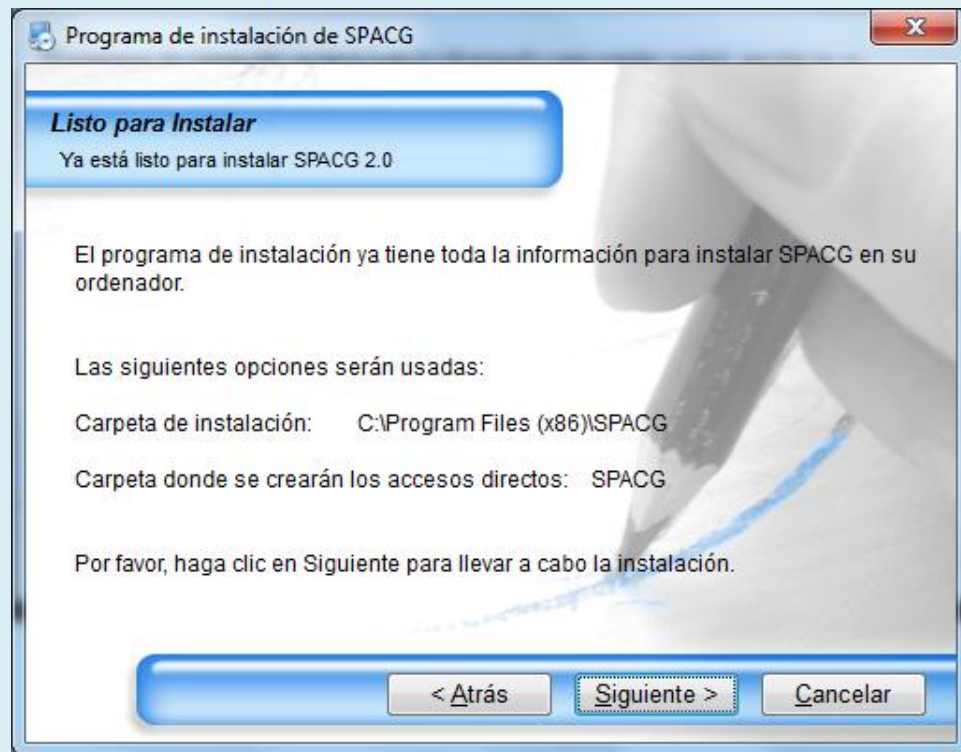 Programa de instalación de SPACG
Listo para Instalar
Ya está listo para instalar SPACG 2.0
El programa de instalación ya tiene toda la información para instalar SPACG en su
ordenador.
Las siguientes opciones serán usadas:
Carpeta de instalación: C:\Program Files (x86)\SPACG
Carpeta donde se crearán los accesos directos: SPACG
Por favor, haga clic en Siguiente para llevar a cabo la instalación.
< Atrás Siguiente > Cancelar